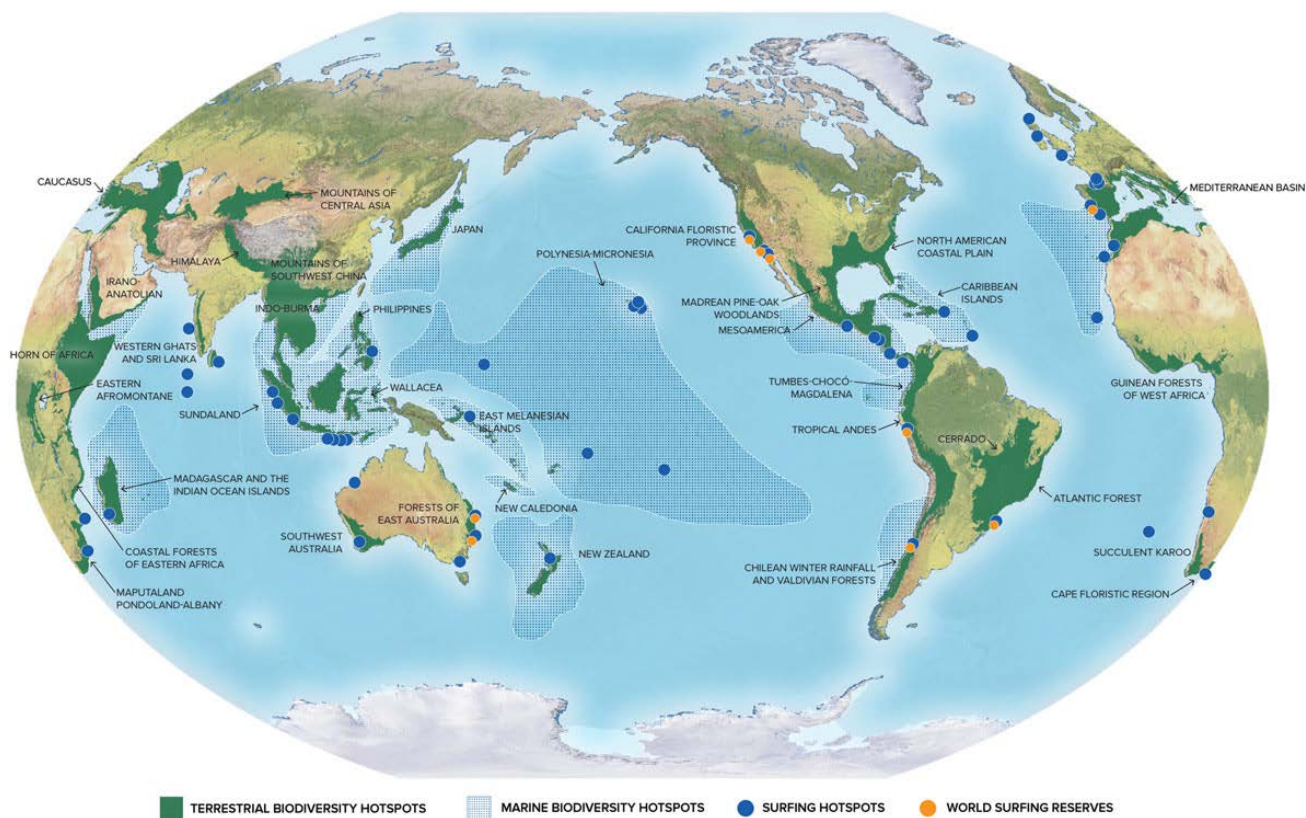 CAUCASUS
MOUNTAINS OF
CENTRAL ASIA
MEDITERRANEAN BASIN
JAPAN
CALIFORNIA FLORISTIC
PROVINCE
NORTH AMERICAN
COASTAL PLAIN
HIMALAYA
MOUNTAINS OF
SOUTHWEST CHINA
POLYNESIA-MICRONESIA
IRANO-
ANATOLIAN
CARIBBEAN
ISLANDS
INDO-BURMA
PHILIPPINES
MADREAN PINE-OAK
WOODLANDS
MESOAMERICA
HORN OF AFRICA
WESTERN GHATS
AND SRI LANKA
EASTERN
AFROMONTANE
WALLACEA
TUMBES-CHOCÓ-
MAGDALENA
GUINEAN FORESTS
OF WEST AFRICA
SUNDALAND
EAST MELANESIAN
ISLANDS
TROPICAL ANDES
CERRADO
MADAGASCAR AND THE
INDIAN OCEAN ISLANDS
FORESTS OF
EAST AUSTRALIA
NEW CALEDONIA
ATLANTIC FOREST
SOUTHWEST
AUSTRALIA
NEW ZEALAND
COASTAL FORESTS
OF EASTERN AFRICA
CHILEAN WINTER RAINFALL
AND VALDIVIAN FORESTS
SUCCULENT KAROO
MAPUTALAND
PONDOLAND-ALBANY
CAPE FLORISTIC REGION
TERRESTRIAL BIODIVERSITY HOTSPOTS
MARINE BIODIVERSITY HOTSPOTS
SURFING HOTSPOTS
WORLD SURFING RESERVES